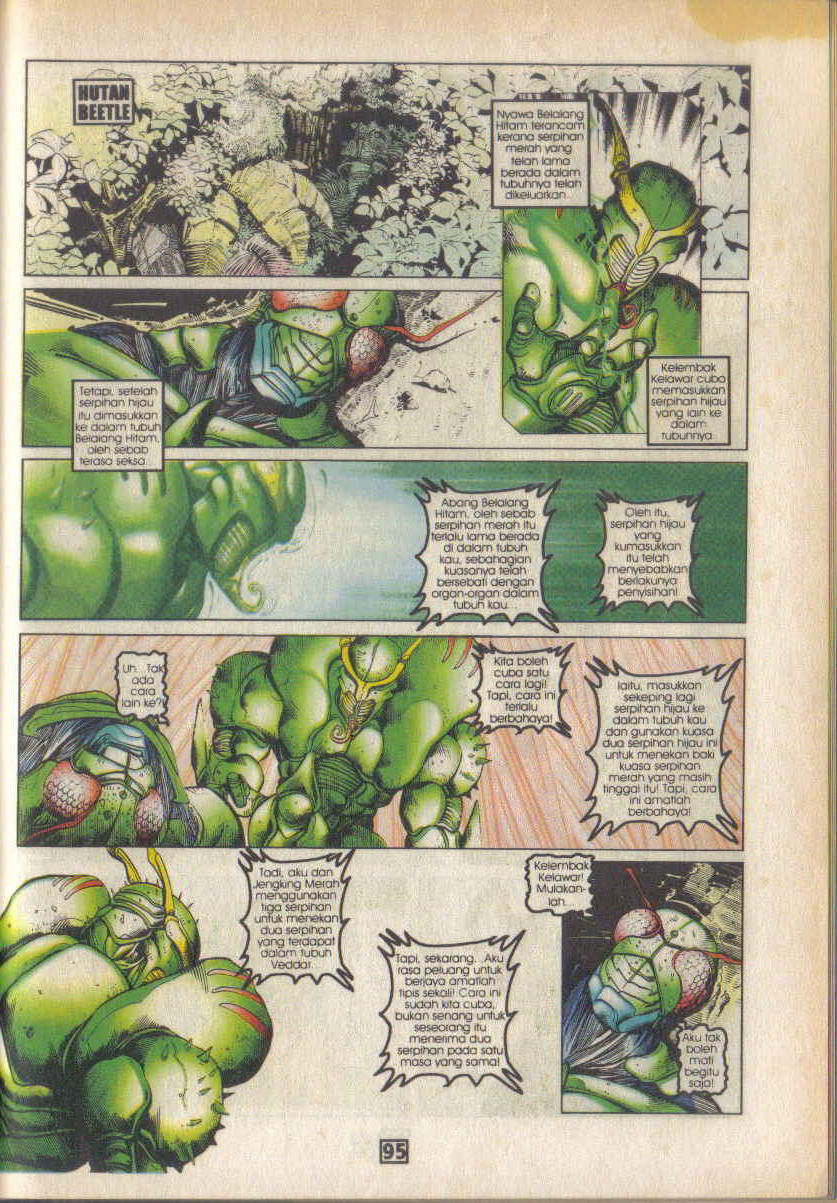 HUTAN
BEETLE
Nyawa Belalang
Hitam terancam
kerana serpihan
merah yang
telah lama
berada dalam
tubuhnya telah
dikeluarkan...
Kelembak
Kelawar cuba
memasukkan
serpihan hijau
yang lain ke
dalam
tubuhnya.
Tetapi, setelah
serpihan hijau
itu dimasukkan
ke dalam tubuh
Belalang Hitam,
oleh sebab
terasa seksa...
Abang Belalang
Hitam, oleh sebab
serpihan merah itu
terlalu lama berada
di dalam tubuh
kau, sebahagian
kuasanya telah
bersebati dengan
organ-organ dalam
tubuh kau...
Oleh itu,
serpihan hijau
yang
kumasukkan
itu telah
menyebabkan
berlakunya
penyisihan!
Uh...Tak
ada
cara
lain ke?
Kita boleh
cuba satu
cara lagi!
Tapi, cara ini
terlalu
berbahaya!
Iaitu, masukkan
sekeping lagi
serpihan hijau ke
dalam tubuh kau
dan gunakan kuasa
dua serpihan hijau ini
untuk menekan baki
kuasa serpihan
merah yang masih
tinggal itu! Tapi, cara
ini amatlah
berbahaya!
Tadi, aku dan
Jengking Merah
menggunakan
tiga serpihan
untuk menekan
dua serpihan
yang terdapat
dalam tubuh
Veddar...
Tapi, sekarang...Aku
rasa peluang untuk
berjaya amatlah
tipis sekali! Cara ini
sudah kita cuba,
bukan senang untuk
seseorang itu
menerima dua
serpihan pada satu
masa yang sama!
Kelembak
Kelawar!
Mulakan-
lah...
Aku tak
boleh
mati
begitu
saja!
95